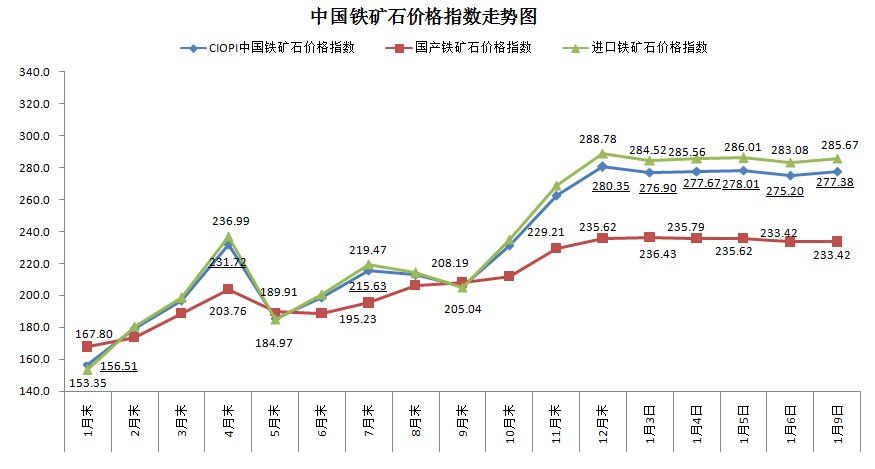 中国铁矿石价格指数走势图
CIOPI中国铁矿石价格指数 国产铁矿石价格指数 进口铁矿石价格指数
340.0
320.0
300.0
280.0
260.0
240.0
220.0
200.0
180.0
160.0
140.0
288.78
284.52
285.56
286.01
283.08
285.67
280.35
276.90
277.67
278.01
275.20
277.38
236.99
231.72
219.47
215.63
208.19
229.21
235.62
236.43
235.79
235.62
233.42
233.42
203.76
189.91
195.23
205.04
184.97
167.80
156.51
153.35
1月末
2月末
3月末
4月末
5月末
6月末
7月末
8月末
9月末
10月末
11月末
12月末
1月3日
1月4日
1月5日
1月6日
1月9日